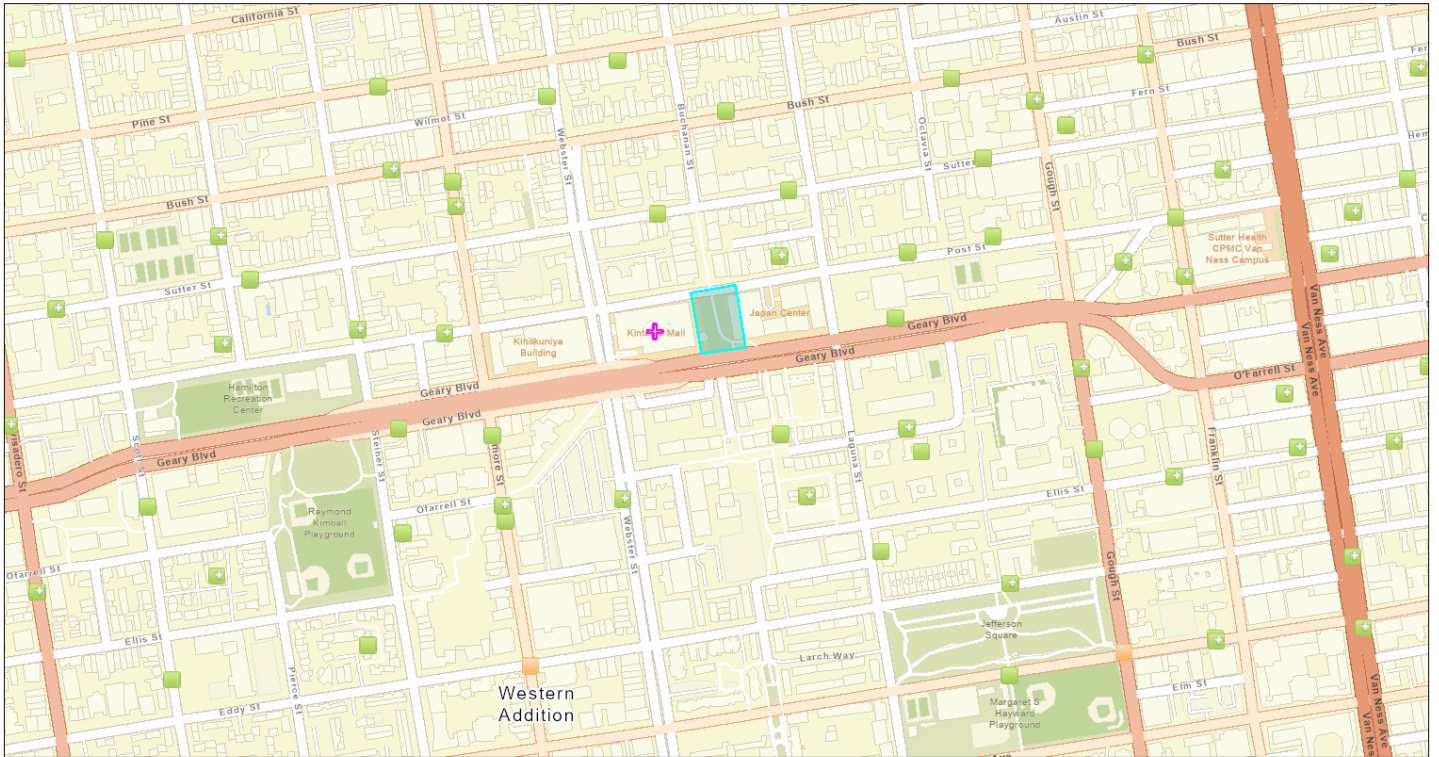 California St
Austin St
Bush St
Pine St
Wilmot St
Webster St
Buchanan St
Bush St
Octavia St
Fern St
Sutter
Gough St
Bush St
Post St
Sutter Health
CPMC Van
Ness Campus
Sutter St
Kinokuniya
Building
Mall
Japan Center
Geary Blvd
Geary Blvd
Van Ness Ave
Van Ness Ave
Hamilton
Recreation
Center
Geary Blvd
Geary Blvd
Geary Blvd
O'Farrell St
Scott St
Steiner St
Laguna St
Franklin St
Raymond
Kimball
Playground
Ofarrell St
Webster St
Ellis St
Gough St
Ofarrell St
Ellis St
Jefferson
Square
Larch Way
Pierce St
Eddy St
Western
Addition
Elm St
Margaret S
Hayward
Playground
Van Ness Ave